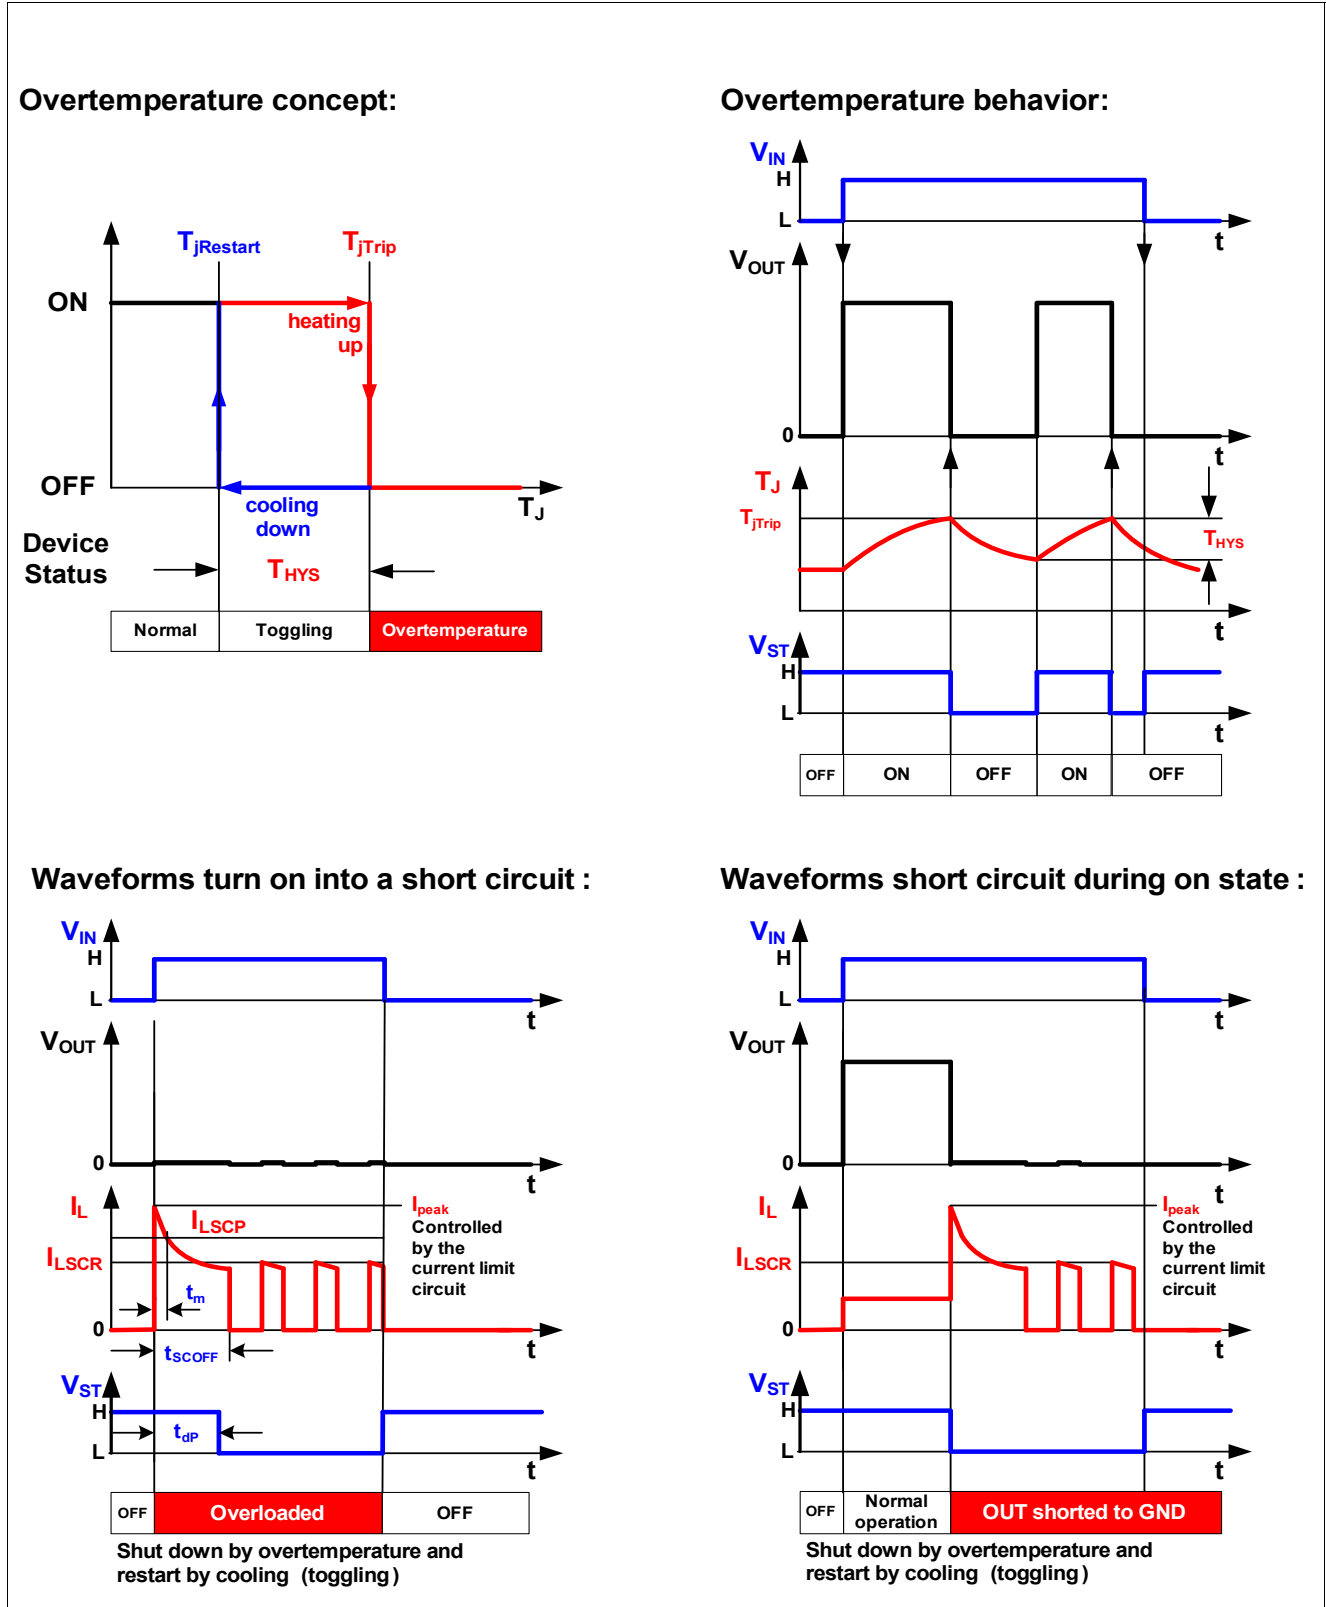 Overtemperature concept:
TjRestart
TjTrip
ON
heating
up
OFF
cooling
down
TJ
Device
Status
THYS
Normal
Toggling
Overtemperature
Overtemperature behavior:
VIN
H
L
t
VOUT
0
t
TJ
TjTrip
THYS
t
VST
H
L
t
OFF
ON
OFF
ON
OFF
Waveforms turn on into a short circuit :
VIN
H
L
t
VOUT
0
t
IL
Ipeak
ILSCP
Controlled
by the
current limit
circuit
ILSCR
tm
0
t
tSCOFF
VST
H
tdP
L
t
OFF
Overloaded
OFF
Shut down by overtemperature and
restart by cooling (toggling)
Waveforms short circuit during on state :
VIN
H
L
t
VOUT
0
t
IL
Ipeak
Controlled
by the
current limit
circuit
ILSCR
0
t
VST
H
L
t
OFF
Normal
operation
OUT shorted to GND
Shut down by overtemperature and
restart by cooling (toggling)